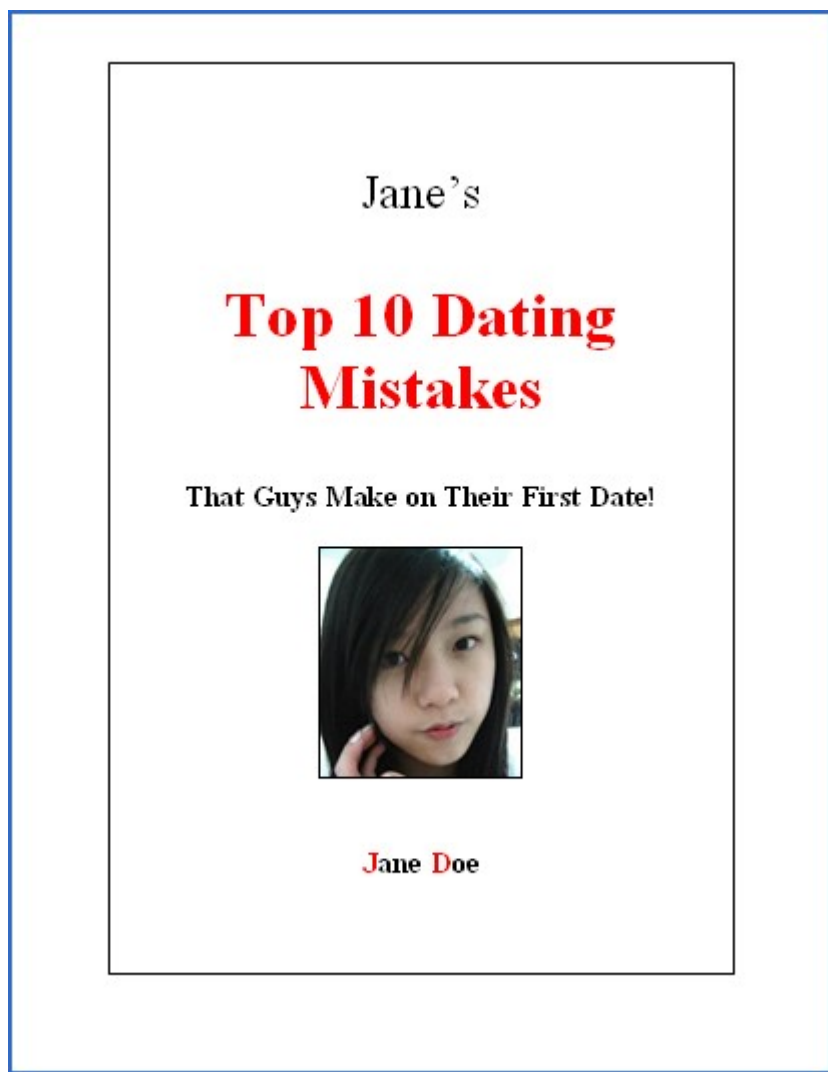 Jane’s
Top 10 Dating
Mistakes
That Guys Make on Their First Date!
Jane Doe